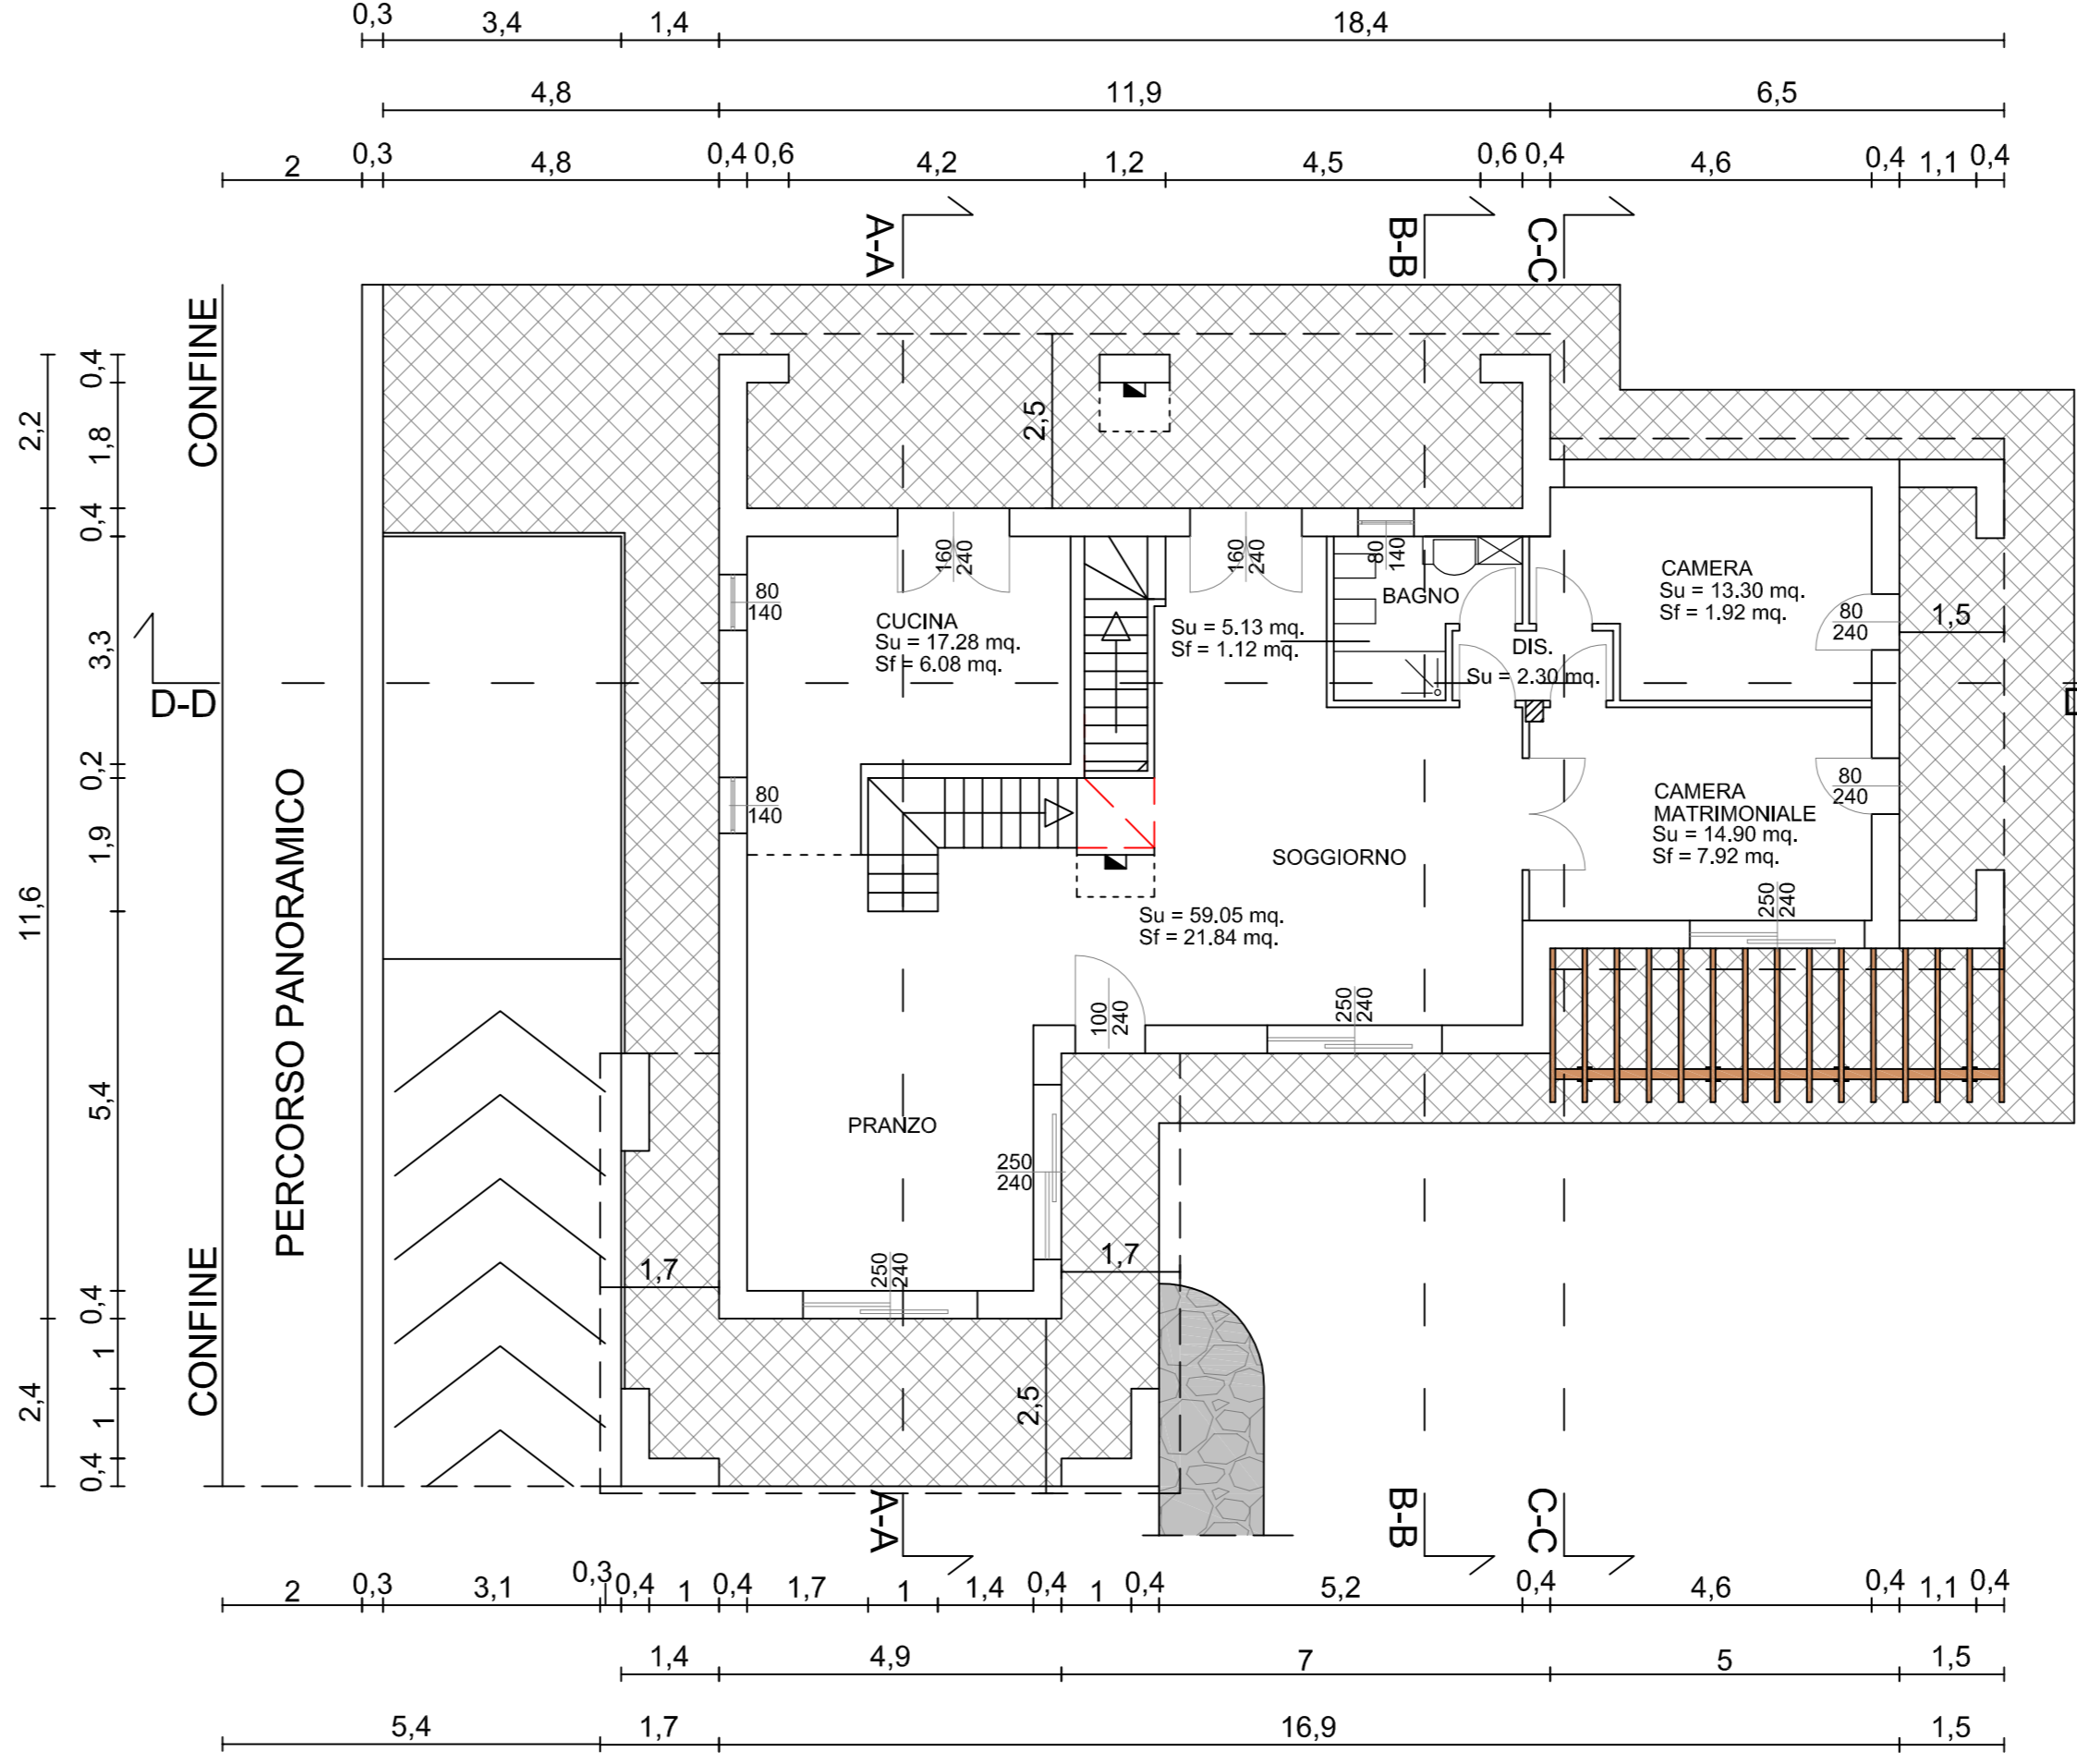 0,3 3,4 1,4 18,4
4,8 11,9 6,5
2 0,3 4,8 0,4 0,6 4,2 1,2 4,5 0,6 0,4 4,6 0,4 1,1 0,4
A-A
B-B
C-C
CONFINE
CONFINE
PERCORSO PANORAMICO
2,2
11,6
2,4
0,4
1,8
0,4
3,3
0,2
1,9
5,4
0,4
1
1
0,4
D-D
2,5
160
240
160
240
80
140
80
140
80
140
CUCINA
Su = 17.28 mq.
Sf = 6.08 mq.
Su = 5.13 mq.
Sf = 1.12 mq.
BAGNO
DIS.
Su = 2.30 mq.
CAMERA
Su = 13.30 mq.
Sf = 1.92 mq.
80
240
1,5
CAMERA
MATRIMONIALE
Su = 14.90 mq.
Sf = 7.92 mq.
80
240
250
240
SOGGIORNO
Su = 59.05 mq.
Sf = 21.84 mq.
100
240
250
240
PRANZO
250
240
250
240
1,7
1,7
2,5
A-A
B-B
C-C
2 0,3 3,1 0,3 0,4 1 0,4 1,7 1 1,4 0,4 1 0,4 5,2 0,4 4,6 0,4 1,1 0,4
1,4 4,9 7 5 1,5
5,4 1,7 16,9 1,5